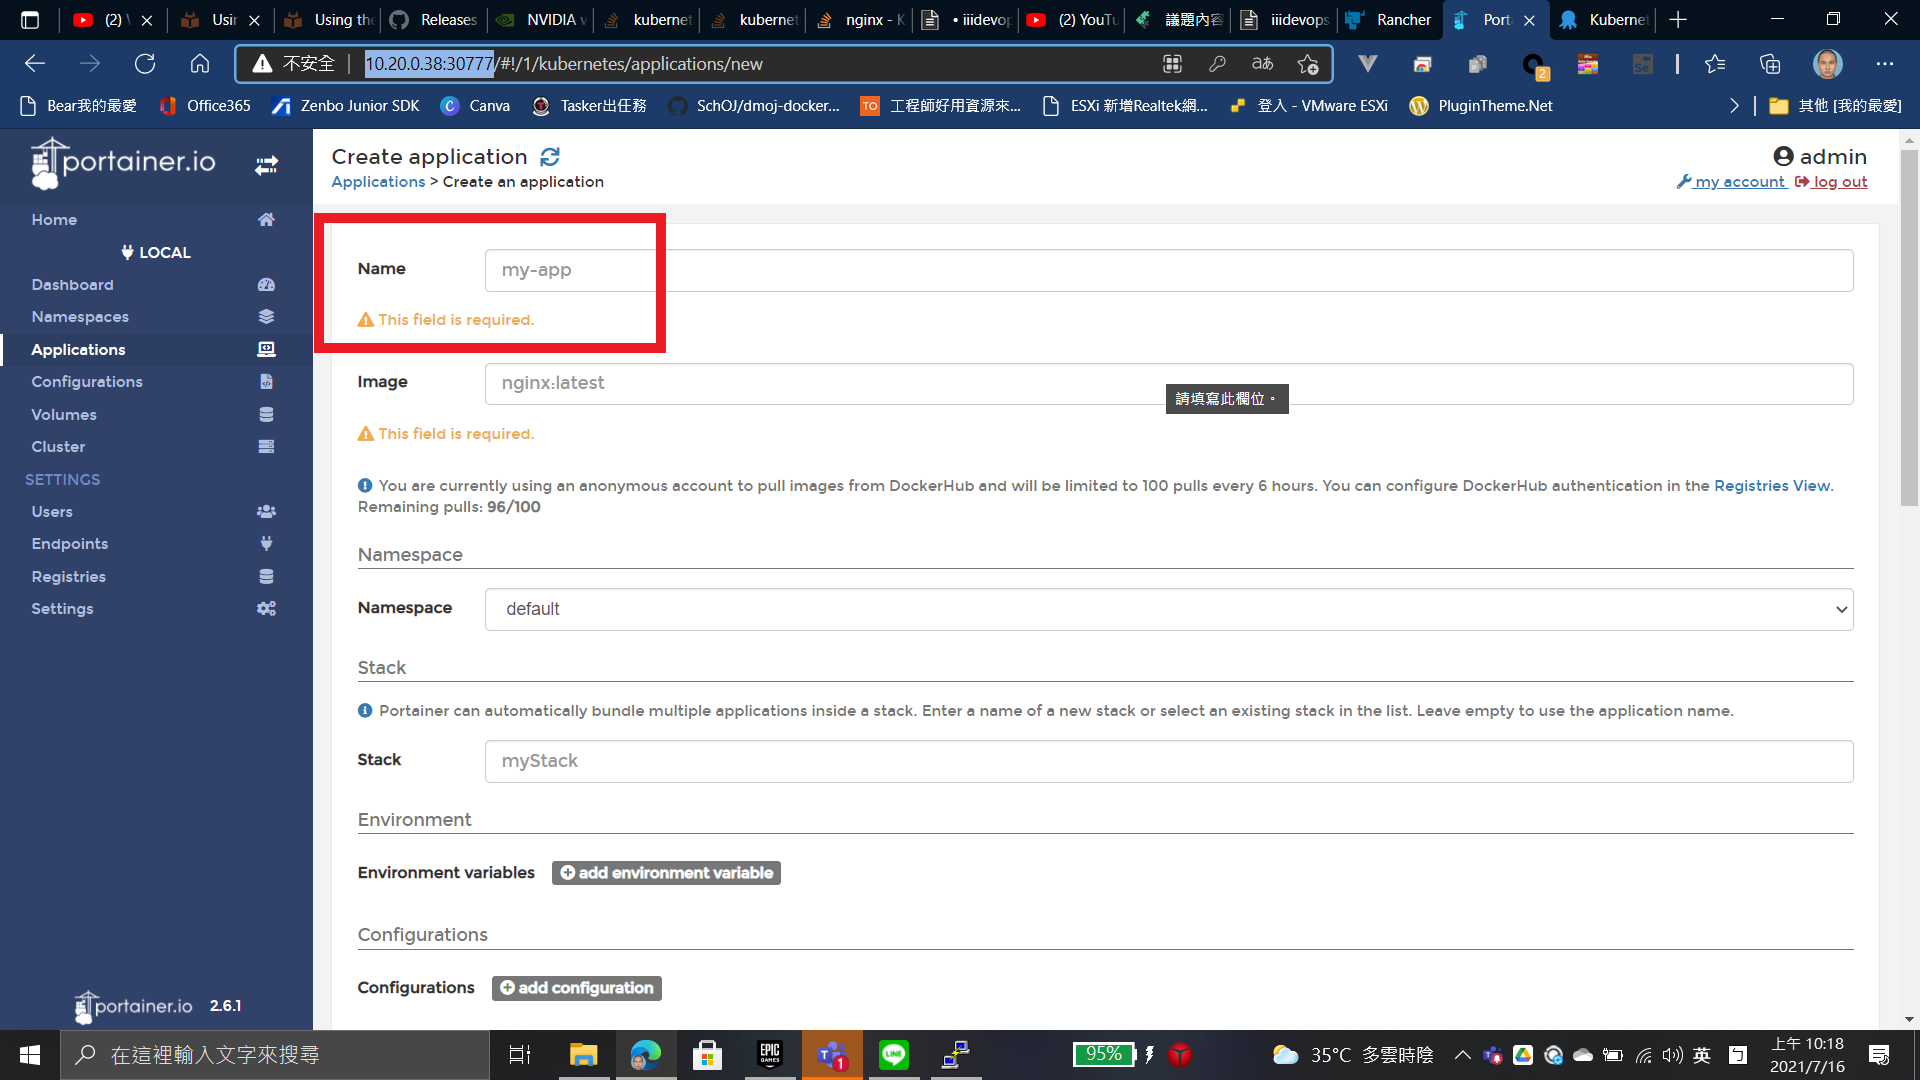 (2) \
Usin
Using the
Releases
NVIDIA v
kubernet
kubernet
nginx - K
• iiidevop
(2) YouTu
議題內容
iiidevops
Rancher
Port
Kubernet
不安全
10.20.0.38:30777/#!/1/kubernetes/applications/new
aあ
2
Bear我的最愛
Office365
Zenbo Junior SDK
Canva
Tasker出任務
SchOJ/dmoj-docker...
TO 工程師好用資源來...
ESXi 新增Realtek網...
登入 - VMware ESXi
PluginTheme.Net
其他 [我的最愛]
portainer.io
Home
LOCAL
Dashboard
Namespaces
Applications
Configurations
Volumes
Cluster
SETTINGS
Users
Endpoints
Registries
Settings
portainer.io 2.6.1
Create application
Applications > Create an application
admin
my account log out
Name my-app
This field is required.
Image nginx:latest
請填寫此欄位。
This field is required.
You are currently using an anonymous account to pull images from DockerHub and will be limited to 100 pulls every 6 hours. You can configure DockerHub authentication in the Registries View.
Remaining pulls: 96/100
Namespace
Namespace default
Stack
Portainer can automatically bundle multiple applications inside a stack. Enter a name of a new stack or select an existing stack in the list. Leave empty to use the application name.
Stack myStack
Environment
Environment variables add environment variable
Configurations
Configurations add configuration
在這裡輸入文字來搜尋
EPIC GAMES
1
LINE
95%
35°C 多雲時陰
英
上午 10:18
2021/7/16